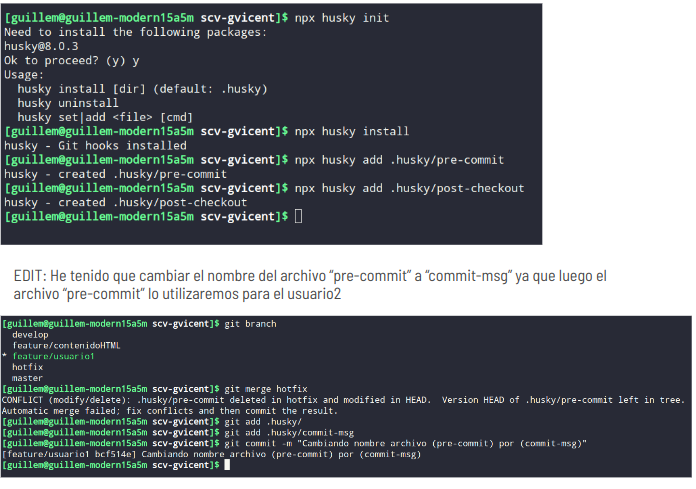 [guillem@guillem-modern15a5m scv-gvicent]$ npx husky init
Need to install the following packages:
husky@8.0.3
Ok to proceed? (y) y
Usage:
  husky install [dir] (default: .husky)
  husky uninstall
  husky set|add <file> [cmd]
[guillem@guillem-modern15a5m scv-gvicent]$ npx husky install
husky - Git hooks installed
[guillem@guillem-modern15a5m scv-gvicent]$ npx husky add .husky/pre-commit
husky - created .husky/pre-commit
[guillem@guillem-modern15a5m scv-gvicent]$ npx husky add .husky/post-checkout
husky - created .husky/post-checkout
[guillem@guillem-modern15a5m scv-gvicent]$
EDIT: He tenido que cambiar el nombre del archivo “pre-commit” a “commit-msg” ya que luego el
archivo “pre-commit” lo utilizaremos para el usuario2
[guillem@guillem-modern15a5m scv-gvicent]$ git branch
  develop
  feature/contenidoHTML
* feature/usuario1
  hotfix
  master
[guillem@guillem-modern15a5m scv-gvicent]$ git merge hotfix
CONFLICT (modify/delete): .husky/pre-commit deleted in hotfix and modified in HEAD.  Version HEAD of .husky/pre-commit left in tree.
Automatic merge failed; fix conflicts and then commit the result.
[guillem@guillem-modern15a5m scv-gvicent]$ git add .husky/
[guillem@guillem-modern15a5m scv-gvicent]$ git add .husky/commit-msg
[guillem@guillem-modern15a5m scv-gvicent]$ git commit -m "Cambiando nombre archivo (pre-commit) por (commit-msg)"
[feature/usuario1 bcf514e] Cambiando nombre archivo (pre-commit) por (commit-msg)
[guillem@guillem-modern15a5m scv-gvicent]$